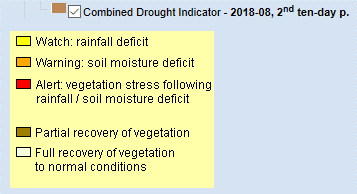 Combined Drought Indicator - 2018-08, 2nd ten-day p.
Watch: rainfall deficit
Warning: soil moisture deficit
Alert: vegetation stress following
rainfall / soil moisture deficit
Partial recovery of vegetation
Full recovery of vegetation
to normal conditions